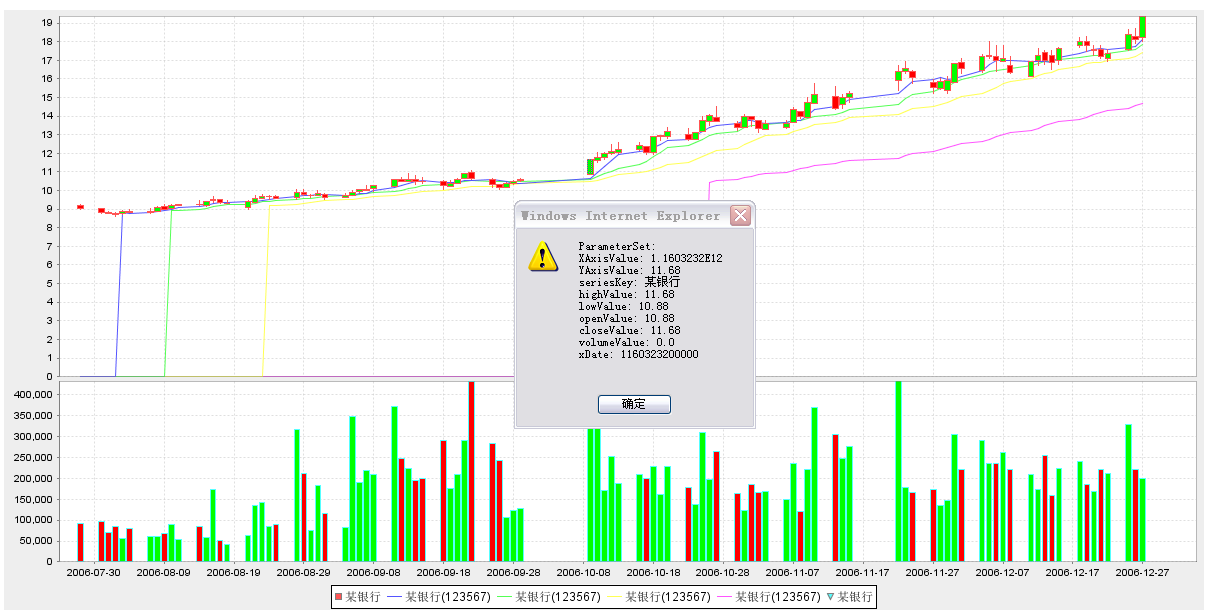 19
18
17
16
15
14
13
12
11
10
9
8
7
6
5
4
3
2
1
0
Windows Internet Explorer
ParameterSet:
XAxisValue: 1.1603232E12
YAxisValue: 11.68
seriesKey: 某银行
highValue: 11.68
lowValue: 10.88
openValue: 10.88
closeValue: 11.68
volumeValue: 0.0
xDate: 1160323200000
确定
400,000
350,000
300,000
250,000
200,000
150,000
100,000
50,000
0
2006-07-30 2006-08-09 2006-08-19 2006-08-29 2006-09-08 2006-09-18 2006-09-28 2006-10-08 2006-10-18 2006-10-28 2006-11-07 2006-11-17 2006-11-27 2006-12-07 2006-12-17 2006-12-27
某银行 某银行(123567) 某银行(123567) 某银行(123567) 某银行(123567) 某银行